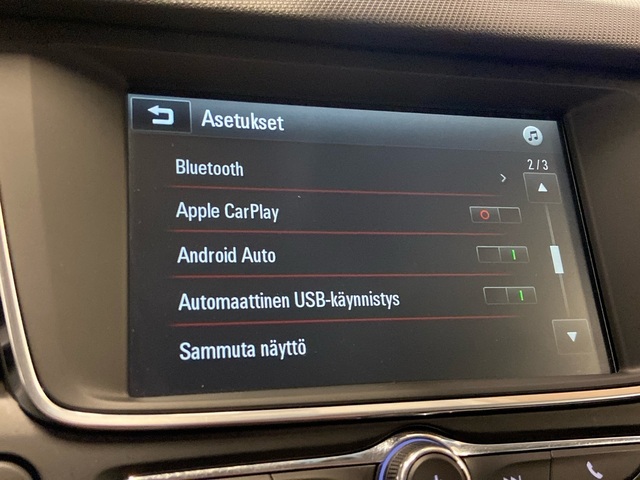 Asetukset
2/3
Bluetooth
Apple CarPlay
Android Auto
Automaattinen USB-käynnistys
Sammuta näyttö